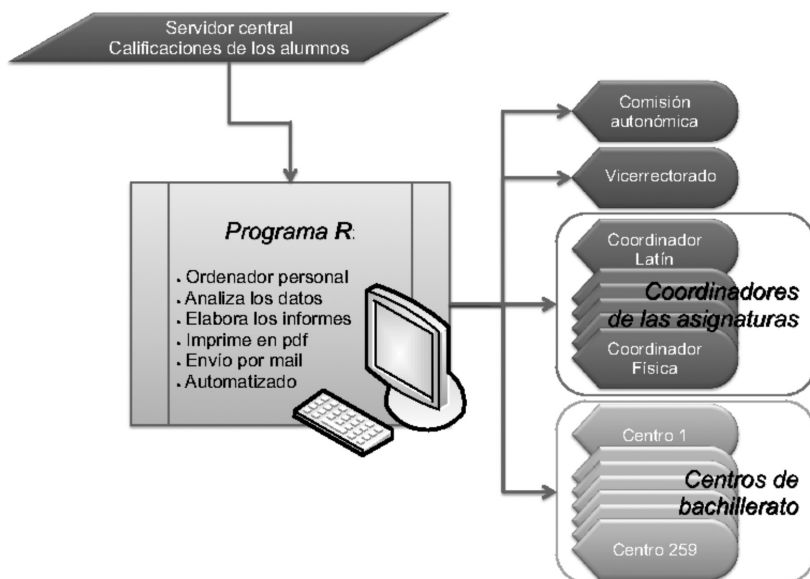 Servidor central
Calificaciones de los alumnos
Programa R:
• Ordenador personal
• Analiza los datos
• Elabora los informes
• Imprime en pdf
• Envío por mail
• Automatizado
Comisión
autonómica
Vicerrectorado
Coordinador
Latín
Coordinadores
de las asignaturas
Coordinador
Física
Centro 1
Centros de
bachillerato
Centro 259